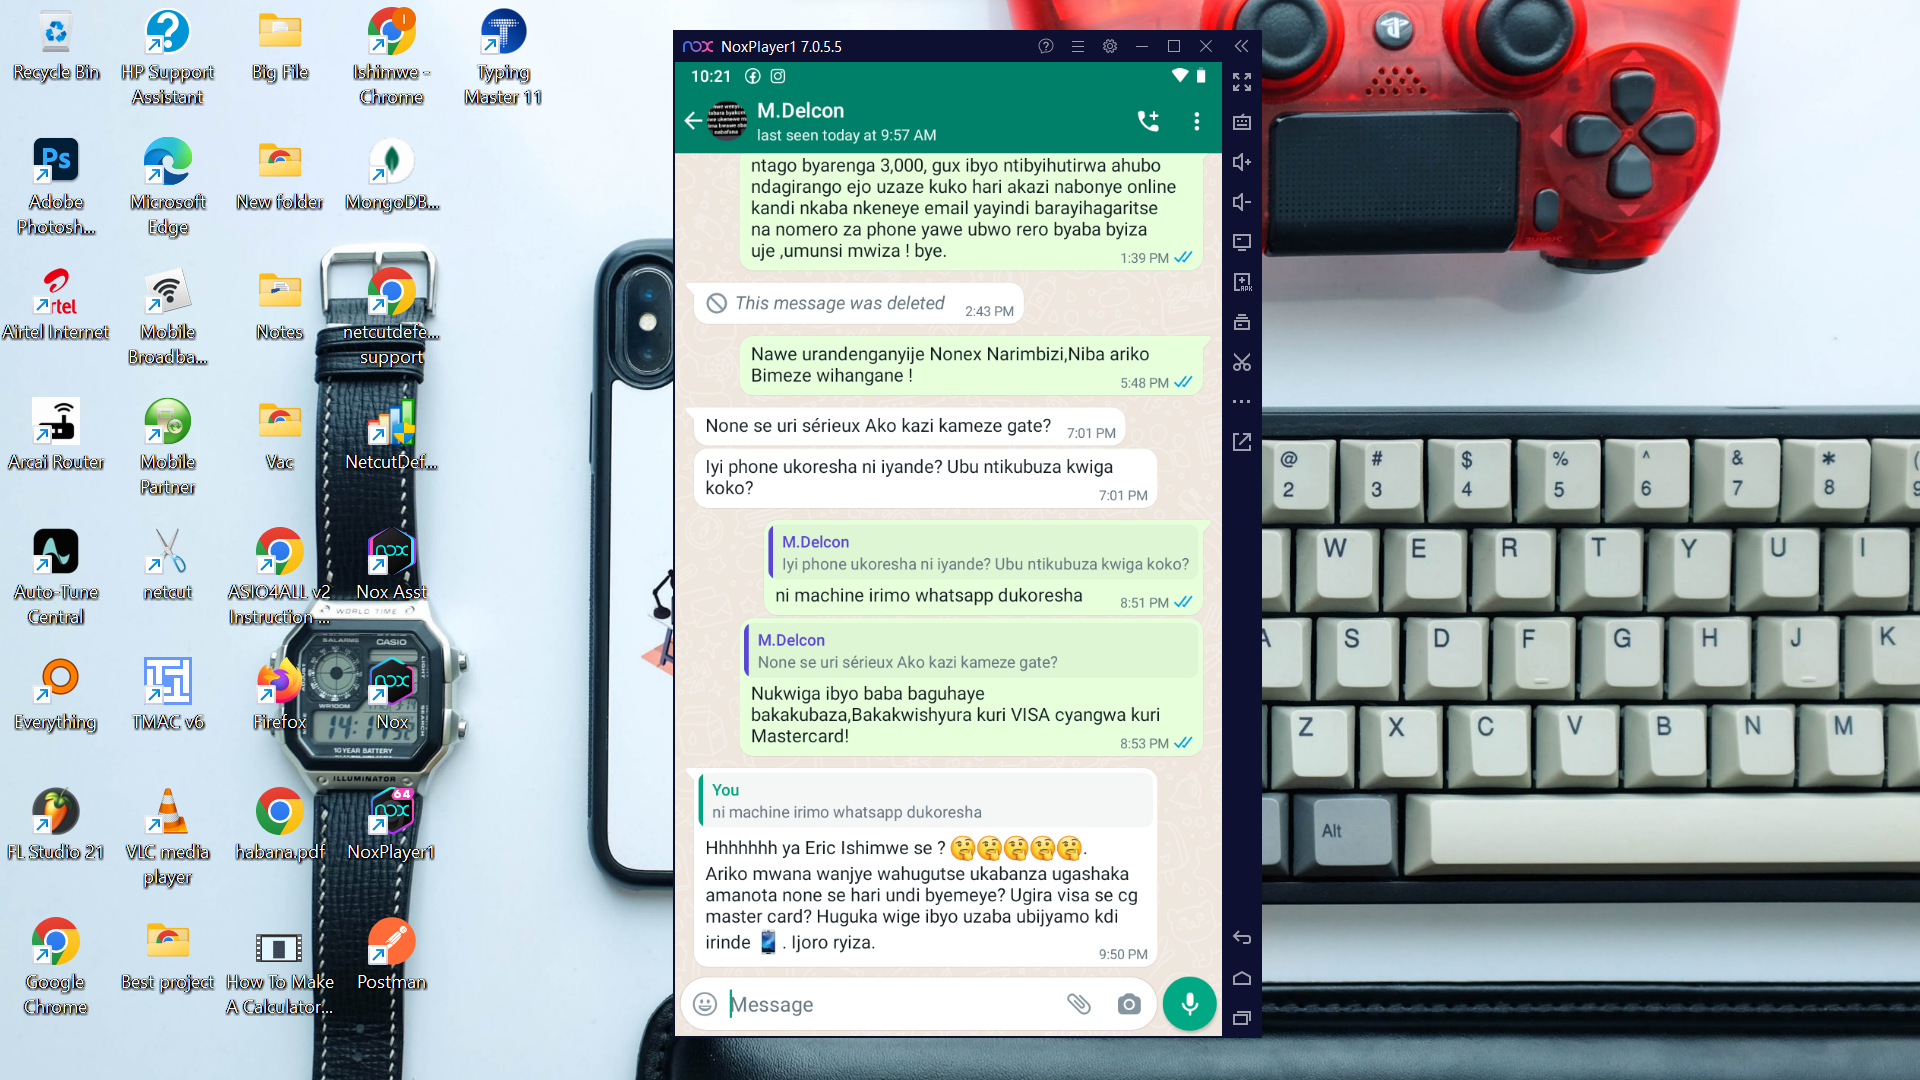 Recycle Bin
HP Support
Assistant
Big File
Ishimwe -
Chrome
Typing
Master 11
Adobe
Photosh...
Microsoft
Edge
New folder
MongoDB...
Airtel Internet
Mobile
Broadba...
Notes
netcutdefe...
support
Arcai Router
Mobile
Partner
Vac
NetcutDef...
Auto-Tune
Central
netcut
ASIO4ALL v2
Instruction ...
Nox Asst
Everything
TMAC v6
Firefox
Nox
FL Studio 21
VLC media
player
habana.pdf
NoxPlayer1
Google
Chrome
Best project
How To Make
A Calculator...
Postman
nox NoxPlayer1 7.0.5.5
10:21
M.Delcon
last seen today at 9:57 AM
ntago byarenga 3,000, gux ibyo ntibyihutirwa ahubo
ndagirango ejo uzaze kuko hari akazi nabonye online
kandi nkaba nkeneye email yayindi barayihagaritse
na nomero za phone yawe ubwo rero byaba byiza
uje ,umunsi mwiza ! bye.
1:39 PM
This message was deleted
2:43 PM
Nawe urandenganyije Nonex Narimbizi,Niba ariko
Bimeze wihangane !
5:48 PM
None se uri sérieux Ako kazi kameze gate?
7:01 PM
Iyi phone ukoresha ni iyande? Ubu ntikubuza kwiga
koko?
7:01 PM
M.Delcon
Iyi phone ukoresha ni iyande? Ubu ntikubuza kwiga koko?
ni machine irimo whatsapp dukoresha
8:51 PM
M.Delcon
None se uri sérieux Ako kazi kameze gate?
Nukwiga ibyo baba baguhaye
bakakubaza,Bakakwishyura kuri VISA cyangwa kuri
Mastercard!
8:53 PM
You
ni machine irimo whatsapp dukoresha
Hhhhhhh ya Eric Ishimwe se ? 🤔🤔🤔🤔🤔.
Ariko mwana wanjye wahugutse ukabanza ugashaka
amanota none se hari undi byemeye? Ugira visa se cg
master card? Huguka wige ibyo uzaba ubijyamo kdi
irinde 📱 . Ijoro ryiza.
9:50 PM
Message
WORLD TIME
CASIO
WR100M
10 YEAR BATTERY
ILLUMINATOR
@ 2
# 3
$ 4
% 5
^ 6
& 7
* 8
( 9
W E R T Y U I
A S D F G H J K
Z X C V B N M
Alt